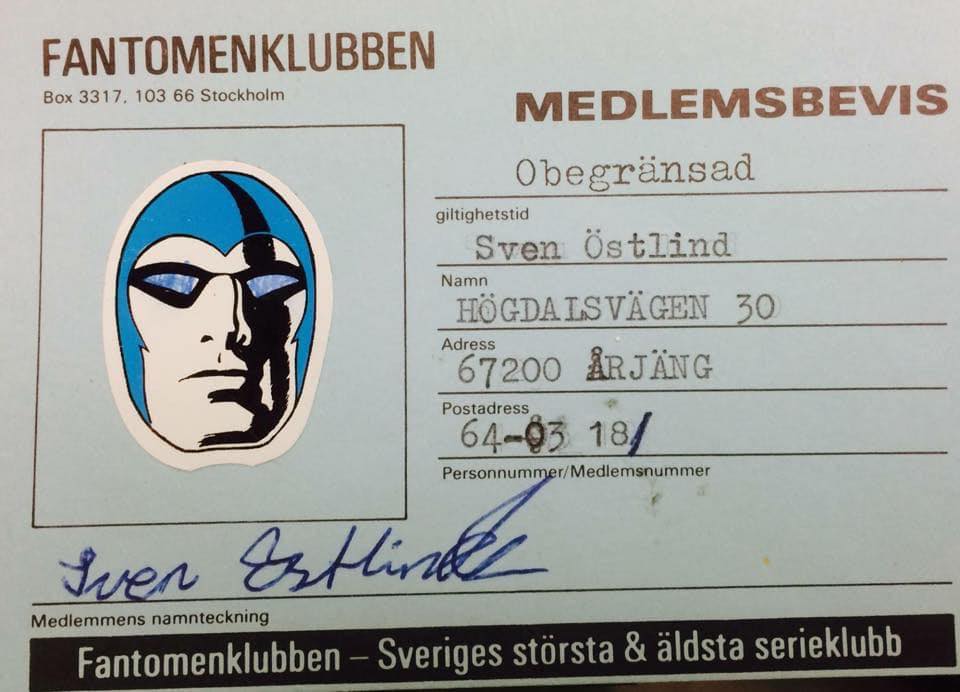 FANTOMENKLUBBEN
Box 3317, 103 66 Stockholm
MEDLEMSBEVIS
Obegränsad
giltighetstid
Sven Östlind
Namn
HÖGDALSVÄGEN 30
Adress
67200 ÅRJÄNG
Postadress
64-03 18/
Personnummer/Medlemsnummer
Sven Östlind
Medlemmens namnteckning
Fantomenklubben – Sveriges största & äldsta serieklubb